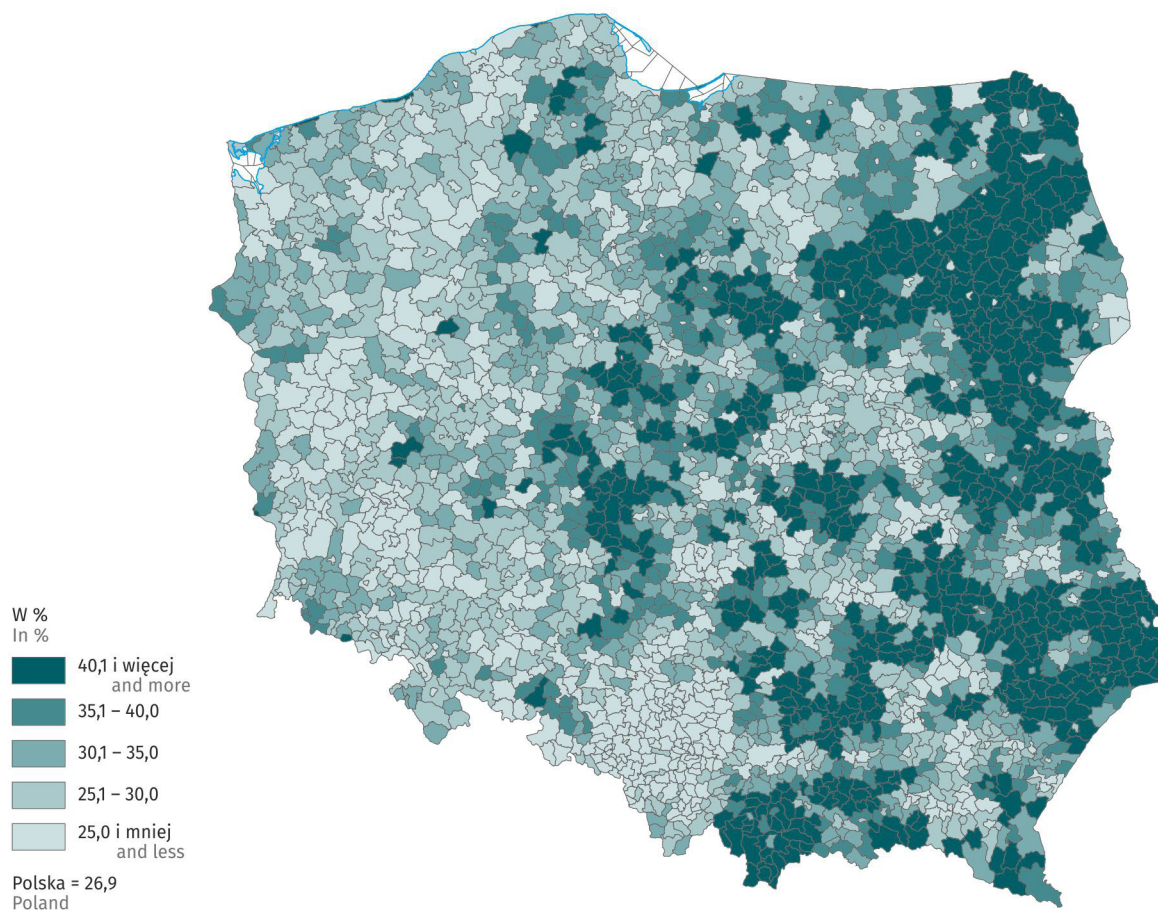 W %
In %
40,1 i więcej
and more
35,1 – 40,0
30,1 – 35,0
25,1 – 30,0
25,0 i mniej
and less
Polska = 26,9
Poland